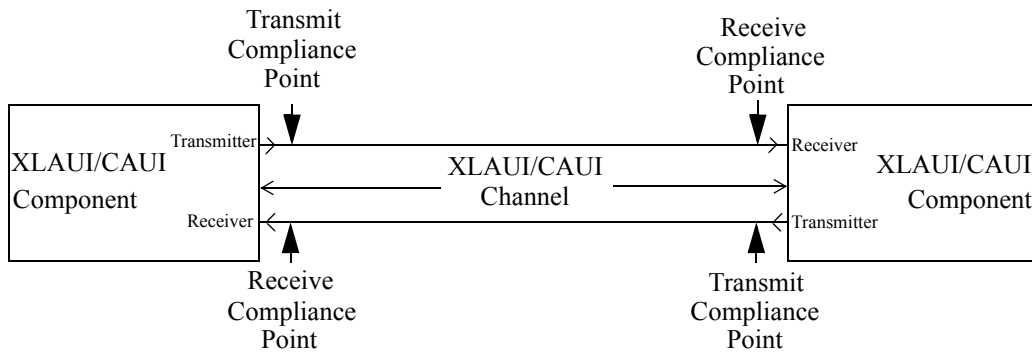 Transmit
Compliance
Point
Receive
Compliance
Point
Transmitter
Receiver
XLAUI/CAUI
Component
XLAUI/CAUI
Channel
XLAUI/CAUI
Component
Receiver
Transmitter
Receive
Compliance
Point
Transmit
Compliance
Point